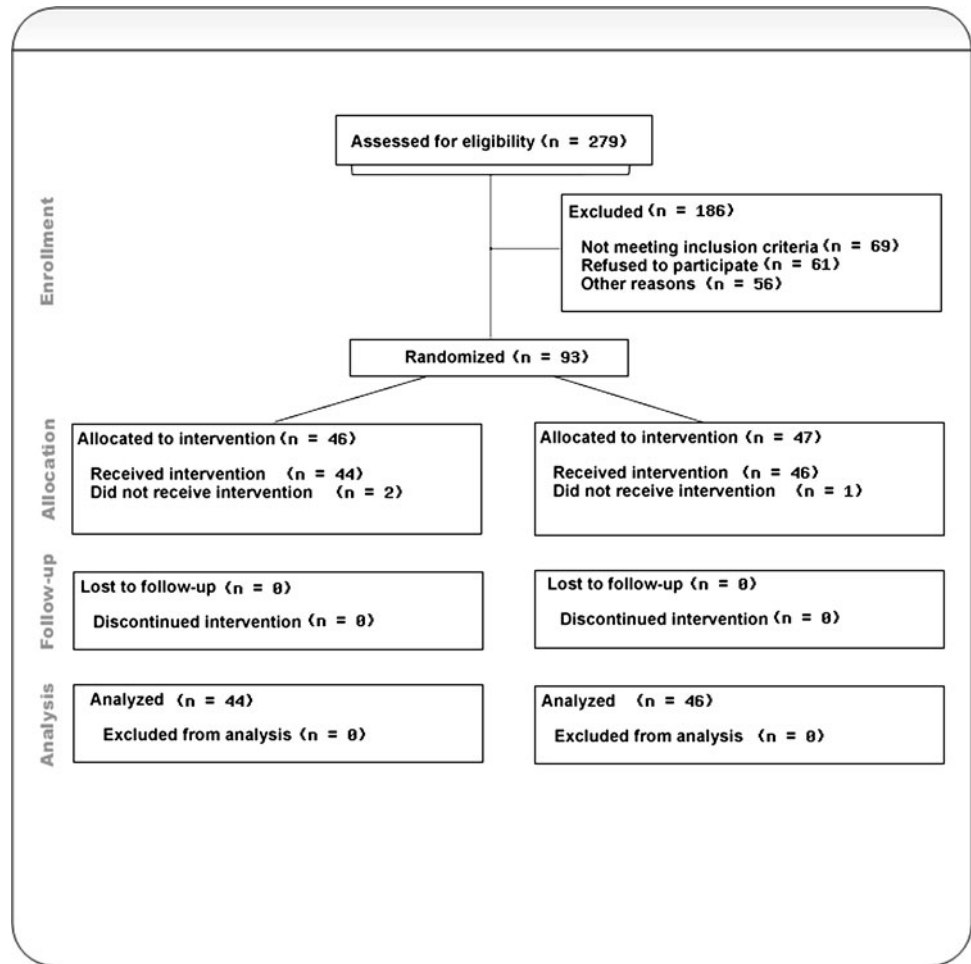 Assessed for eligibility (n = 279)
Enrollment
Excluded (n = 186)
Not meeting inclusion criteria (n = 69)
Refused to participate (n = 61)
Other reasons (n = 56)
Randomized (n = 93)
Allocation
Allocated to intervention (n = 46)
Received intervention (n = 44)
Did not receive intervention (n = 2)
Allocated to intervention (n = 47)
Received intervention (n = 46)
Did not receive intervention (n = 1)
Follow-up
Lost to follow-up (n = 0)
Discontinued intervention (n = 0)
Lost to follow-up (n = 0)
Discontinued intervention (n = 0)
Analysis
Analyzed (n = 44)
Excluded from analysis (n = 0)
Analyzed (n = 46)
Excluded from analysis (n = 0)